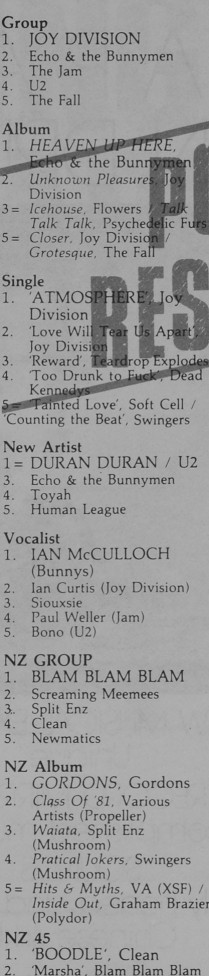 Group
1. JOY DIVISION
2. Echo & the Bunnymen
3. The Jam
4. U2
5. The Fall
Album
1. HEAVEN UP HERE,
Echo & the Bunnymen
2. Unknown Pleasures, Joy
Division
3= Icehouse, Flowers / Talk
Talk Talk, Psychedelic Furs
5= Closer, Joy Division /
Grotesque, The Fall
Single
1. 'ATMOSPHERE', Joy
Division
2. 'Love Will Tear Us Apart',
Joy Division
3. 'Reward', Teardrop Explodes
4. 'Too Drunk to Fuck', Dead
Kennedys
5= 'Tainted Love', Soft Cell /
'Counting the Beat', Swingers
New Artist
1= DURAN DURAN / U2
3. Echo & the Bunnymen
4. Toyah
5. Human League
Vocalist
1. IAN McCULLOCH
(Bunnys)
2. Ian Curtis (Joy Division)
3. Siouxsie
4. Paul Weller (Jam)
5. Bono (U2)
NZ GROUP
1. BLAM BLAM BLAM
2. Screaming Meemees
3. Split Enz
4. Clean
5. Newmatics
NZ Album
1. GORDONS, Gordons
2. Class Of '81, Various
Artists (Propeller)
3. Waiata, Split Enz
(Mushroom)
4. Pratical Jokers, Swingers
(Mushroom)
5= Hits & Myths, VA (XSF) /
Inside Out, Graham Brazier
(Polydor)
NZ 45
1. 'BOODLE', Clean
2. 'Marsha', Blam Blam Blam